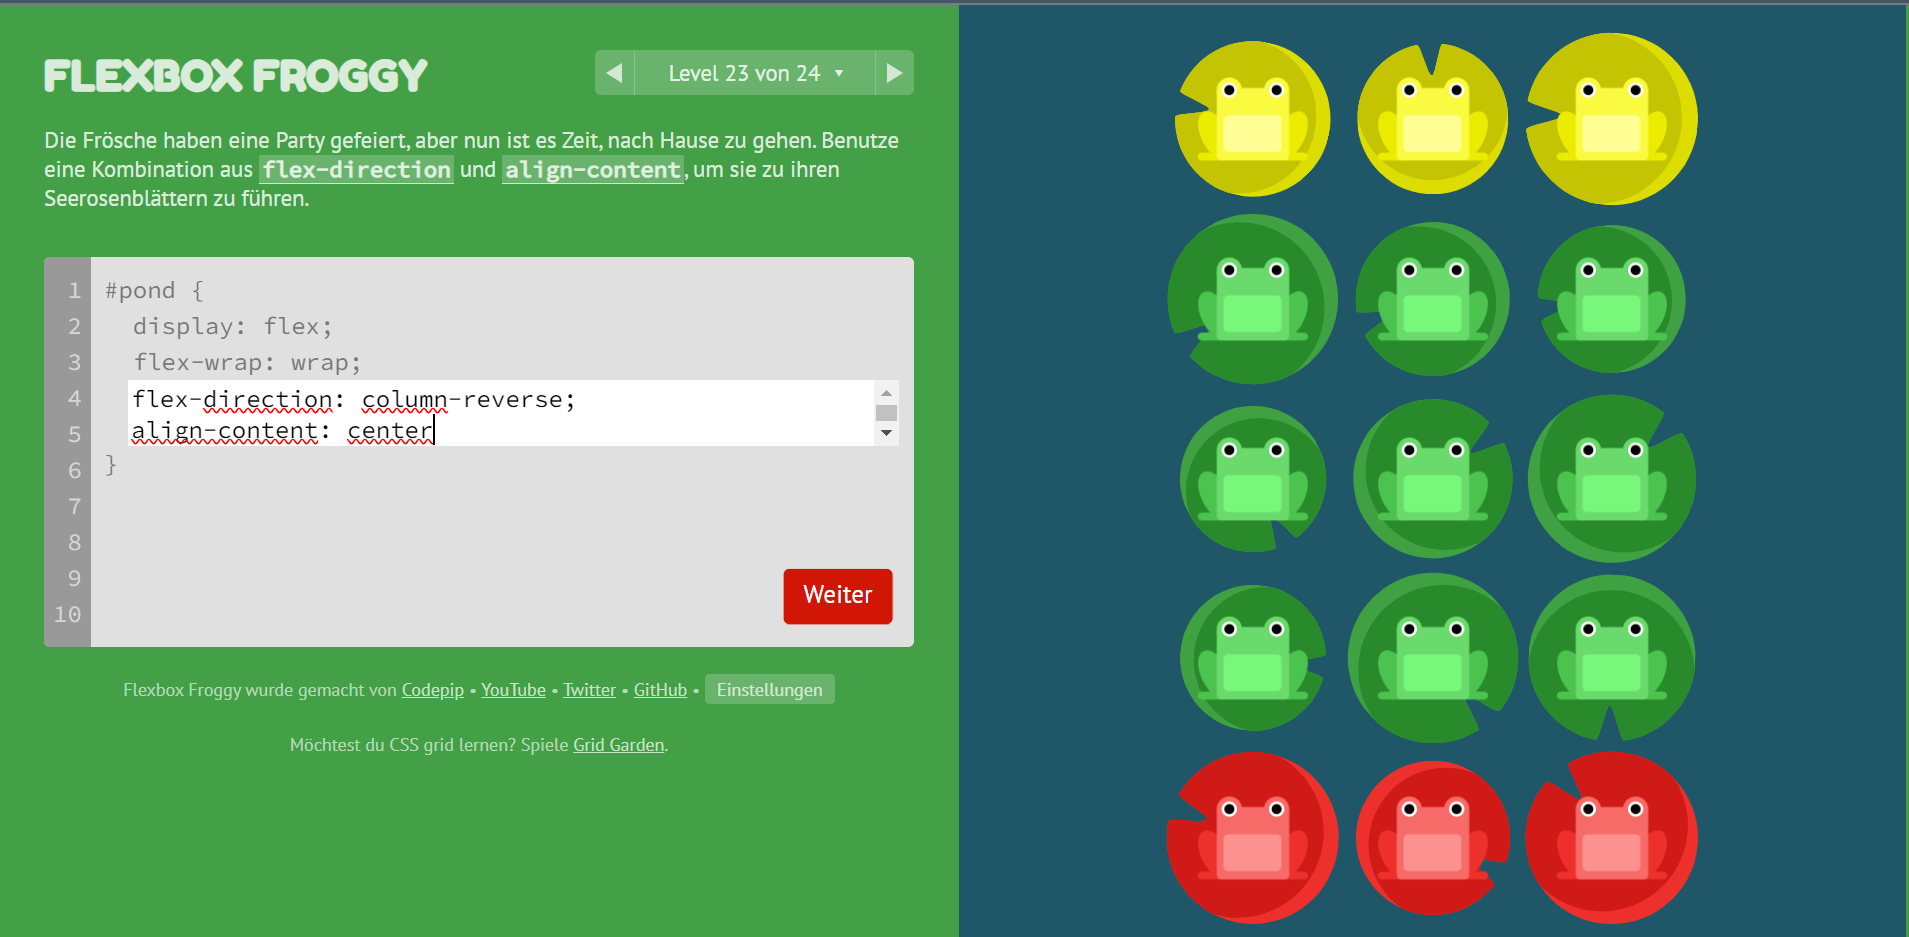 FLEXBOX FROGGY
Level 23 von 24
Die Frösche haben eine Party gefeiert, aber nun ist es Zeit, nach Hause zu gehen. Benutze
eine Kombination aus flex-direction und align-content, um sie zu ihren
Seerosenblättern zu führen.
1 #pond {
2 display: flex;
3 flex-wrap: wrap;
4 flex-direction: column-reverse;
5 align-content: center
6 }
7
8
9
10
Weiter
Flexbox Froggy wurde gemacht von Codepip • YouTube • Twitter • GitHub • Einstellungen
Möchtest du CSS grid lernen? Spiele Grid Garden.